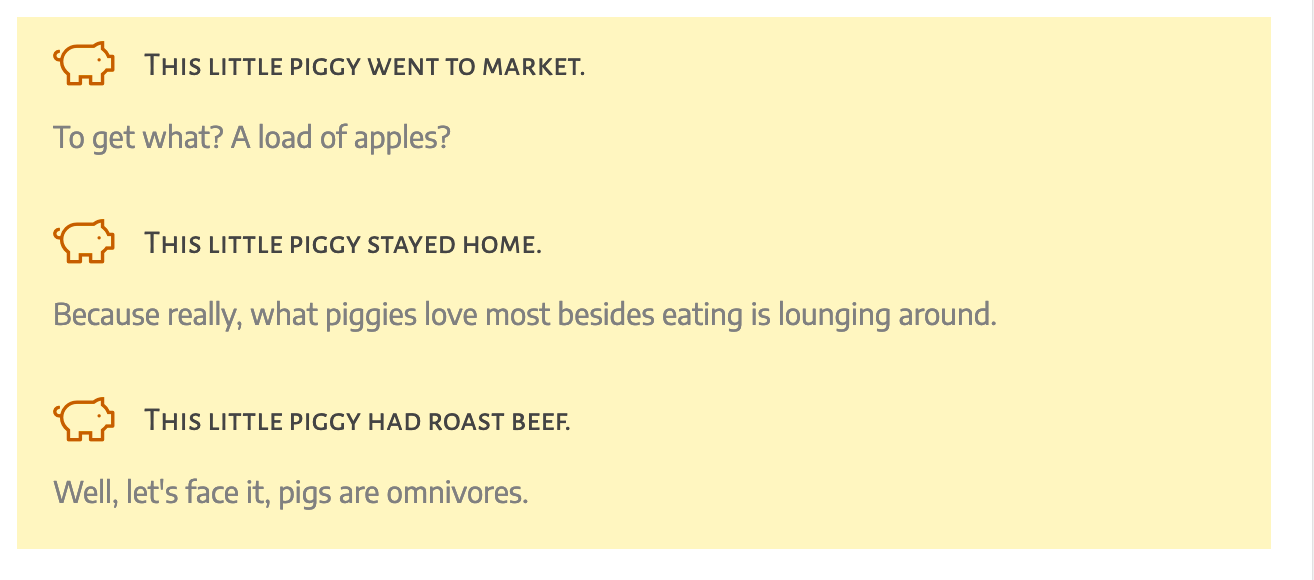 This little piggy went to market.
To get what? A load of apples?
This little piggy stayed home.
Because really, what piggies love most besides eating is lounging around.
This little piggy had roast beef.
Well, let's face it, pigs are omnivores.